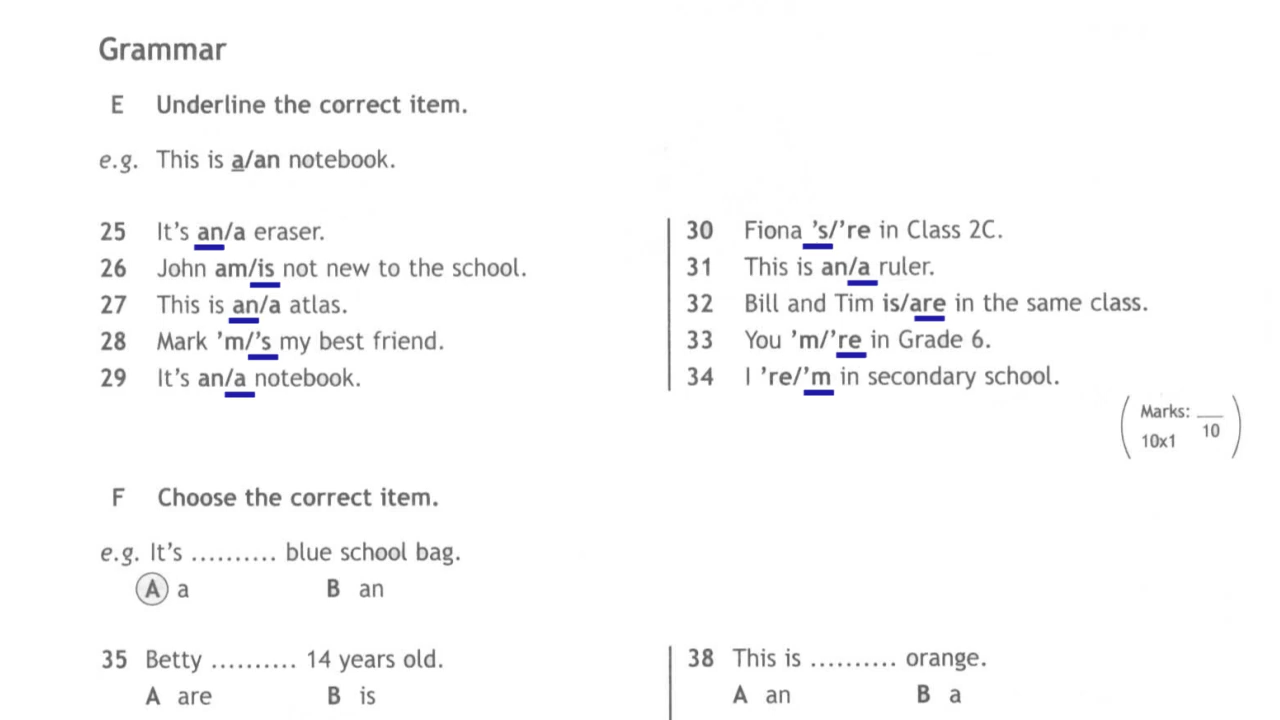 Grammar
E Underline the correct item.
e.g. This is a/an notebook.
25 It's an/a eraser.
26 John am/is not new to the school.
27 This is an/a atlas.
28 Mark 'm/'s my best friend.
29 It's an/a notebook.
30 Fiona 's/'re in Class 2C.
31 This is an/a ruler.
32 Bill and Tim is/are in the same class.
33 You 'm/'re in Grade 6.
34 I 're/'m in secondary school.
Marks: __
10x1 10
F Choose the correct item.
e.g. It's .......... blue school bag.
A a B an
35 Betty .......... 14 years old.
A are B is
38 This is .......... orange.
A an B a